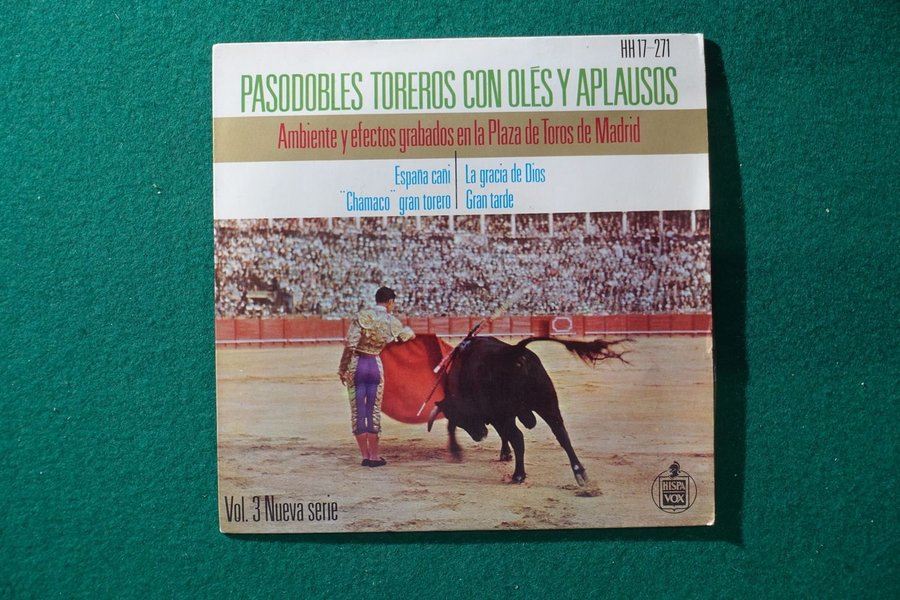 HH 17-271
PASODOBLES TOREROS CON OLÉS Y APLAUSOS
Ambiente y efectos grabados en la Plaza de Toros de Madrid
España cañi
"Chamaco" gran torero
La gracia de Dios
Gran tarde
Vol. 3 Nueva serie
HISPA
VOX